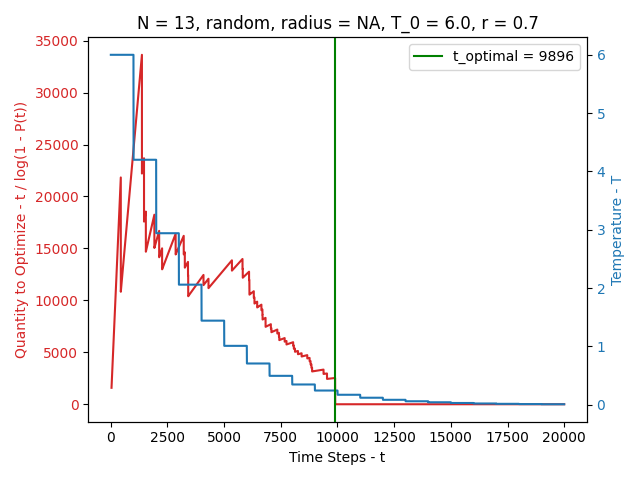 N = 13, random, radius = NA, T_0 = 6.0, r = 0.7
t_optimal = 9896
Quantity to Optimize - t / log(1 - P(t))
35000
30000
25000
20000
15000
10000
5000
0
6
5
4
3
2
1
0
Temperature - T
0 2500 5000 7500 10000 12500 15000 17500 20000
Time Steps - t